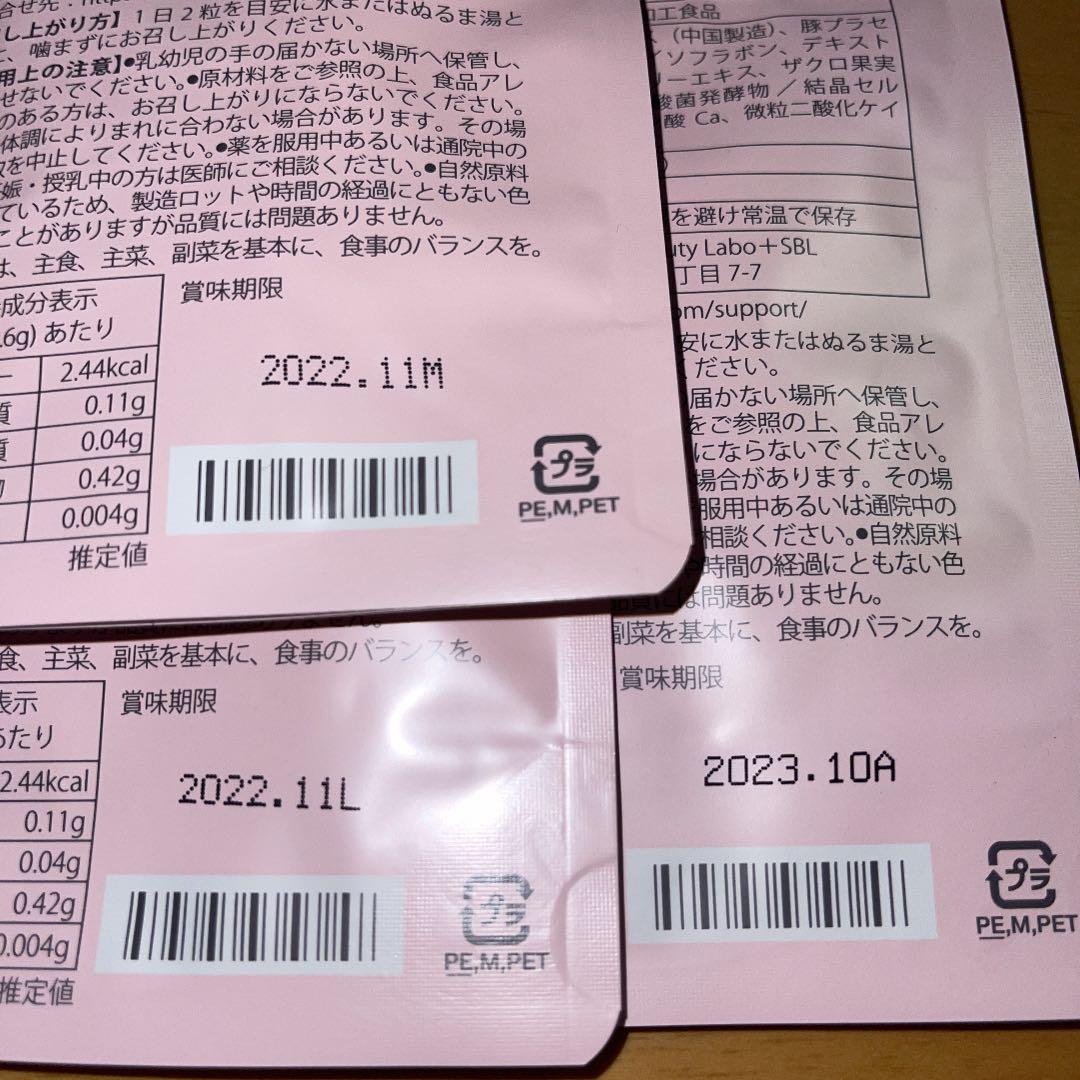 合せ先：http
し上がり方】1日2粒を目安に水またはぬるま湯と
、噛まずにお召し上がりください。
用上の注意】●乳幼児の手の届かない場所へ保管し、
せないでください。●原材料をご参照の上、食品アレ
のある方は、お召し上がりにならないでください。
体調によりまれに合わない場合があります。その場
を中止してください。●薬を服用中あるいは通院中の
娠・授乳中の方は医師にご相談ください。●自然原料
ているため、製造ロットや時間の経過にともない色
ことがありますが品質には問題ありません。
は、主食、主菜、副菜を基本に、食事のバランスを。
成分表示
.6g) あたり
ー 2.44kcal
質 0.11g
質 0.04g
物 0.42g
0.004g
推定値
賞味期限
2022.11M
プラ
PE,M,PET
加工食品
（中国製造）、豚プラセ
イソフラボン、デキスト
リーエキス、ザクロ果実
酸菌発酵物／結晶セル
酸 Ca、微粒二酸化ケイ
を避け常温で保存
uty Labo＋SBL
丁目 7-7
om/support/
安に水またはぬるま湯と
ください。
届かない場所へ保管し、
をご参照の上、食品アレ
にならないでください。
場合があります。その場
服用中あるいは通院中の
相談ください。●自然原料
時間の経過にともない色
品質には問題ありません。
副菜を基本に、食事のバランスを。
賞味期限
2023.10A
プラ
PE,M,PET
食、主菜、副菜を基本に、食事のバランスを。
表示
あたり
2.44kcal
0.11g
0.04g
0.42g
0.004g
推定値
賞味期限
2022.11L
プラ
PE,M,PET